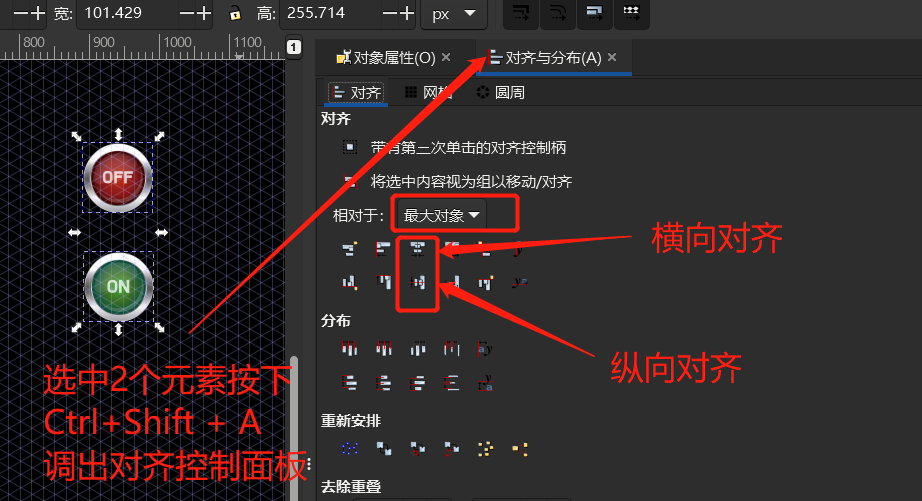 宽: 101.429 高: 255.714 px
800 900 1000 1100 1
对象属性(O) 对齐与分布(A)
对齐 网格 圆周
对齐
带有第三次单击的对齐控制柄
将选中内容视为组以移动/对齐
相对于: 最大对象
OFF
横向对齐
ON
分布
纵向对齐
选中2个元素按下
Ctrl+Shift + A
调出对齐控制面板
重新安排
去除重叠